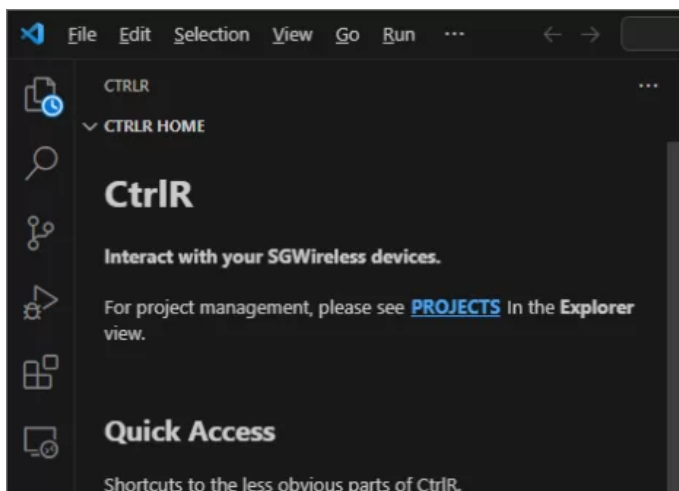 File Edit Selection View Go Run ···
CTRLR ···
CTRLR HOME
CtrlR
Interact with your SGWireless devices.
For project management, please see PROJECTS In the Explorer
view.
Quick Access
Shortcuts to the less obvious parts of CtrlR.